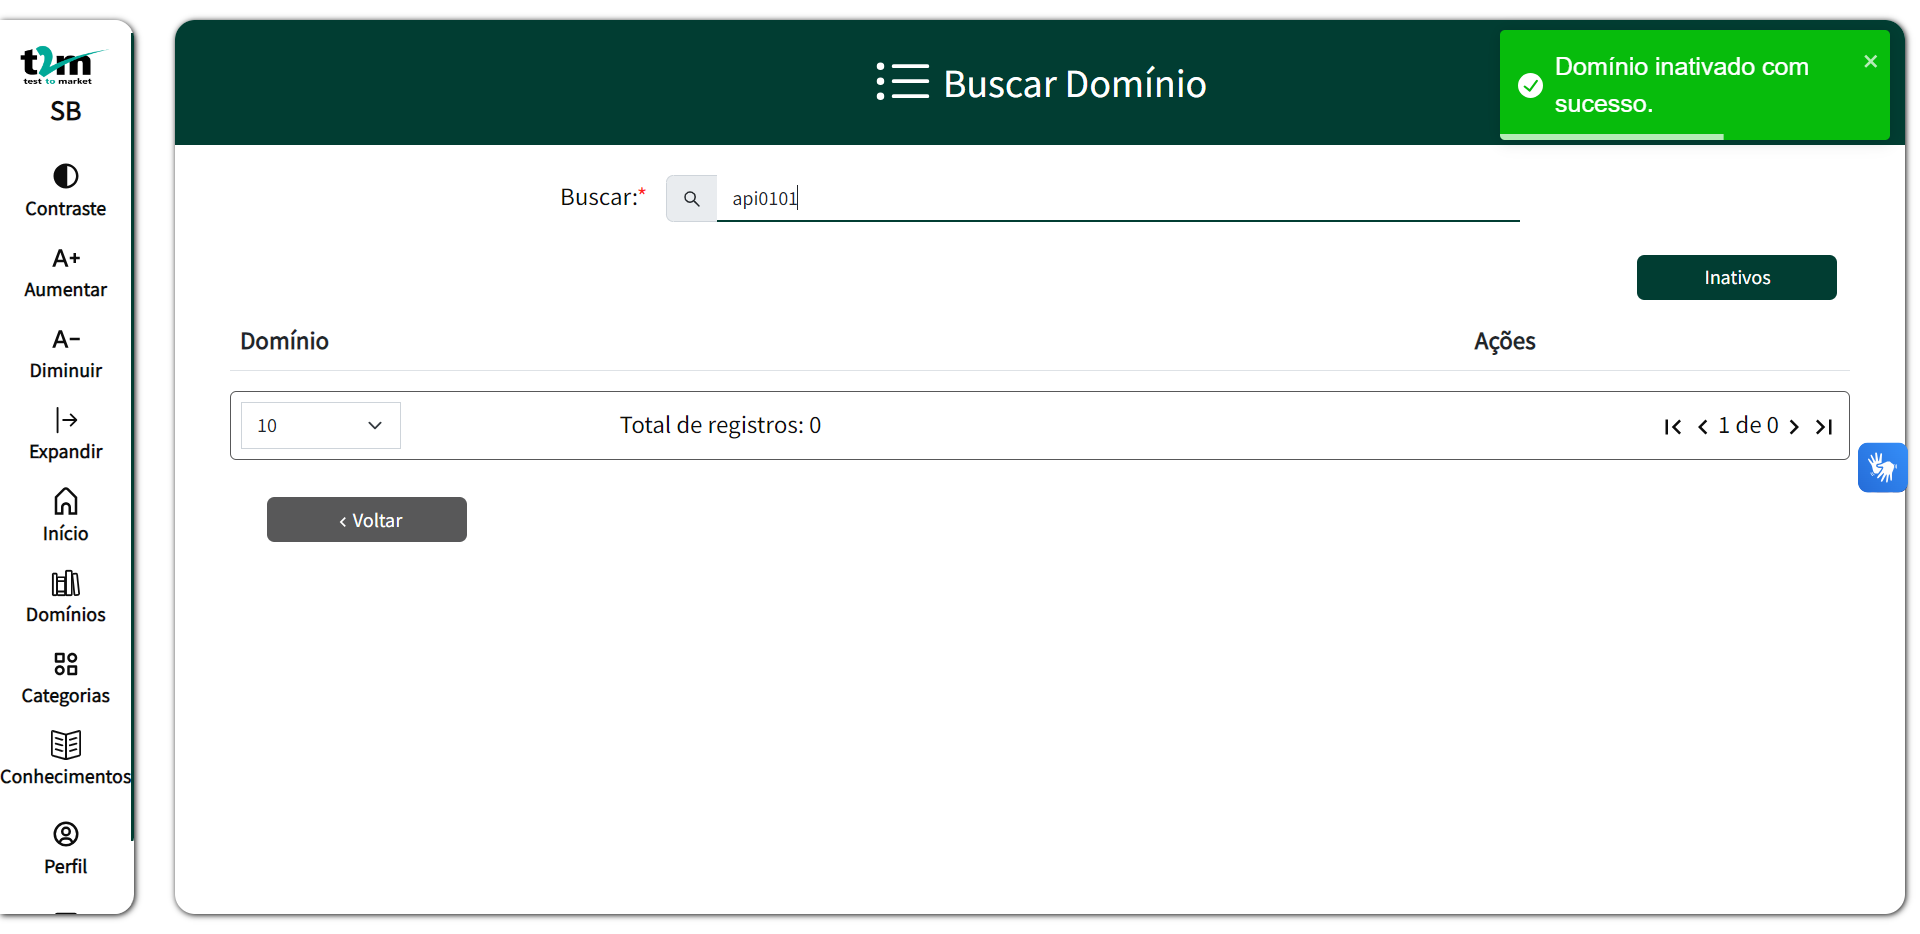 t2m
test to market
SB
Contraste
A+
Aumentar
A-
Diminuir
Expandir
Início
Domínios
Categorias
Conhecimentos
Perfil
Buscar Domínio
Domínio inativado com
sucesso.
Buscar:* api0101
Inativos
Domínio Ações
10 Total de registros: 0 1 de 0
Voltar